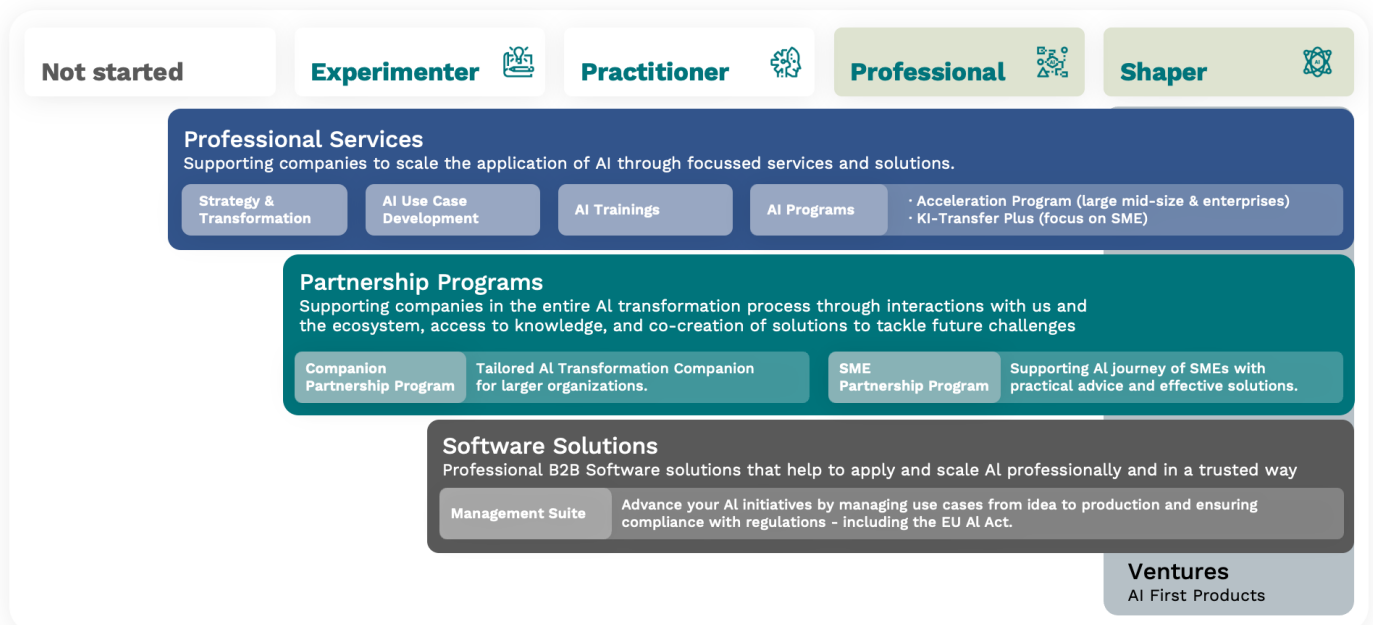 Not started
Experimenter
Practitioner
Professional
Shaper
AI
Professional Services
Supporting companies to scale the application of AI through focussed services and solutions.
Strategy &
Transformation
AI Use Case
Development
AI Trainings
AI Programs
· Acceleration Program (large mid-size & enterprises)
· KI-Transfer Plus (focus on SME)
Partnership Programs
Supporting companies in the entire AI transformation process through interactions with us and
the ecosystem, access to knowledge, and co-creation of solutions to tackle future challenges
Companion
Partnership Program
Tailored AI Transformation Companion
for larger organizations.
SME
Partnership Program
Supporting AI journey of SMEs with
practical advice and effective solutions.
Software Solutions
Professional B2B Software solutions that help to apply and scale AI professionally and in a trusted way
Management Suite
Advance your AI initiatives by managing use cases from idea to production and ensuring
compliance with regulations - including the EU AI Act.
Ventures
AI First Products